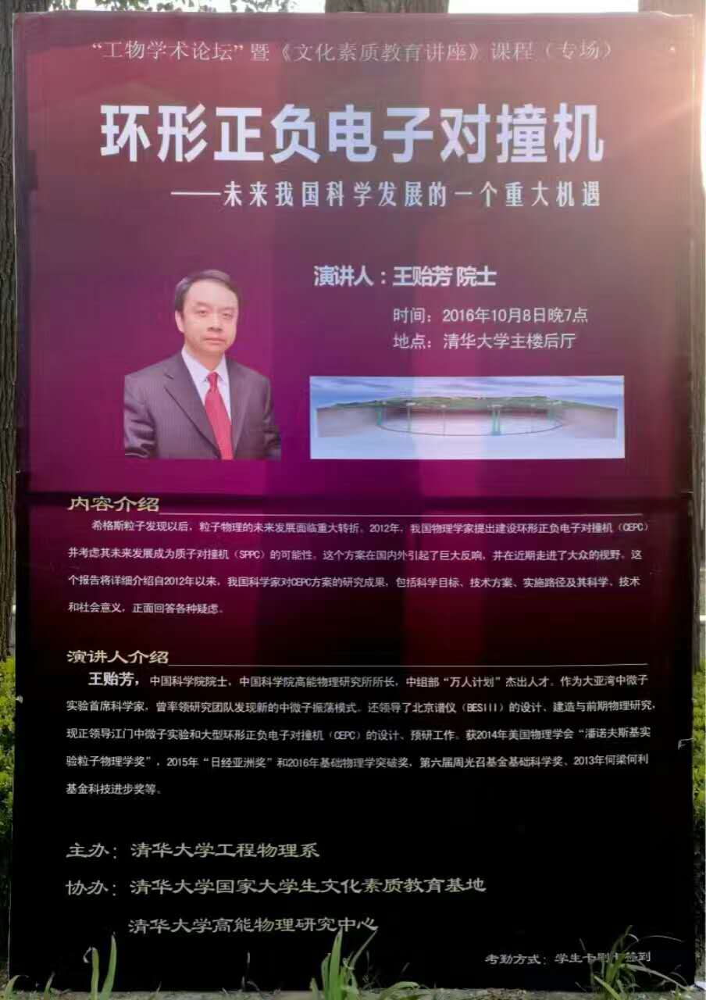 “工物学术论坛”暨《文化素质教育讲座》课程（专场）
环形正负电子对撞机
——未来我国科学发展的一个重大机遇
演讲人：王贻芳 院士
时间：2016年10月8日晚7点
地点：清华大学主楼后厅
内容介绍
希格斯粒子发现以后，粒子物理的未来发展面临重大转折。2012年，我国物理学家提出建设环形正负电子对撞机（CEPC）
并考虑其未来发展成为质子对撞机（SPPC）的可能性。这个方案在国内外引起了巨大反响，并在近期走进了大众的视野。这
个报告将详细介绍自2012年以来，我国科学家对CEPC方案的研究成果，包括科学目标、技术方案、实施路径及其科学、技术
和社会意义，正面回答各种疑虑。
演讲人介绍
王贻芳，中国科学院院士，中国科学院高能物理研究所所长，中组部“万人计划”杰出人才。作为大亚湾中微子
实验首席科学家，曾率领研究团队发现新的中微子振荡模式。还领导了北京谱仪（BESIII）的设计、建造与前期物理研究，
现正领导江门中微子实验和大型环形正负电子对撞机（CEPC）的设计、预研工作。获2014年美国物理学会“潘诺夫斯基实
验粒子物理学奖”，2015年“日经亚洲奖”和2016年基础物理学突破奖，第六届周光召基金基础科学奖、2013年何梁何利
基金科技进步奖等。
主办：清华大学工程物理系
协办：清华大学国家大学生文化素质教育基地
清华大学高能物理研究中心
考勤方式：学生卡刷卡签到